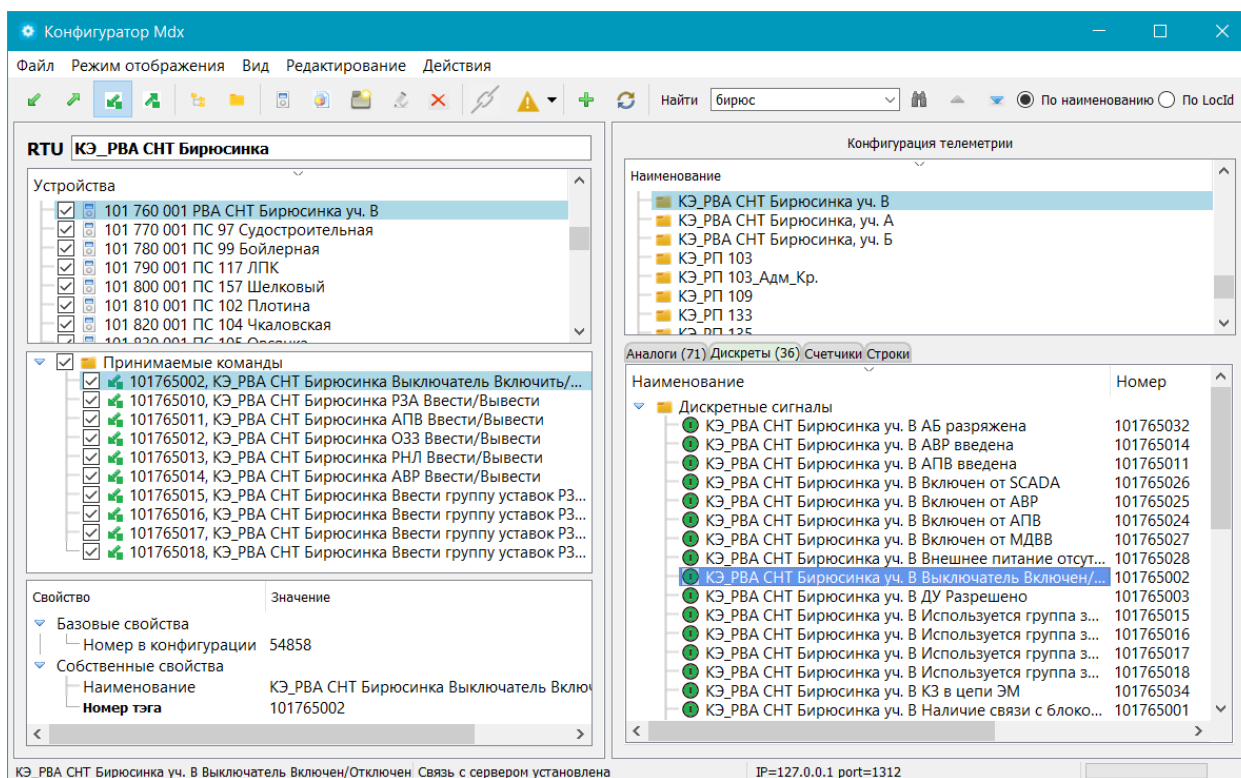 Конфигуратор Mdx
Файл Режим отображения Вид Редактирование Действия
Найти бирюс По наименованию По LocId
RTU КЭ_РВА СНТ Бирюсинка
Устройства
101 760 001 РВА СНТ Бирюсинка уч. В
101 770 001 ПС 97 Судостроительная
101 780 001 ПС 99 Бойлерная
101 790 001 ПС 117 ЛПК
101 800 001 ПС 157 Шелковый
101 810 001 ПС 102 Плотина
101 820 001 ПС 104 Чкаловская
101 830 001 ПС 105 Овсянка
Принимаемые команды
101765002, КЭ_РВА СНТ Бирюсинка Выключатель Включить/...
101765010, КЭ_РВА СНТ Бирюсинка РЗА Ввести/Вывести
101765011, КЭ_РВА СНТ Бирюсинка АПВ Ввести/Вывести
101765012, КЭ_РВА СНТ Бирюсинка ОЗЗ Ввести/Вывести
101765013, КЭ_РВА СНТ Бирюсинка РНЛ Ввести/Вывести
101765014, КЭ_РВА СНТ Бирюсинка АВР Ввести/Вывести
101765015, КЭ_РВА СНТ Бирюсинка Ввести группу уставок РЗ...
101765016, КЭ_РВА СНТ Бирюсинка Ввести группу уставок РЗ...
101765017, КЭ_РВА СНТ Бирюсинка Ввести группу уставок РЗ...
101765018, КЭ_РВА СНТ Бирюсинка Ввести группу уставок РЗ...
Свойство Значение
Базовые свойства
Номер в конфигурации 54858
Собственные свойства
Наименование КЭ_РВА СНТ Бирюсинка Выключатель Вклю
Номер тэга 101765002
Конфигурация телеметрии
Наименование
КЭ_РВА СНТ Бирюсинка уч. В
КЭ_РВА СНТ Бирюсинка, уч. А
КЭ_РВА СНТ Бирюсинка, уч. Б
КЭ_РП 103
КЭ_РП 103_Адм_Кр.
КЭ_РП 109
КЭ_РП 133
КЭ_РП 135
Аналоги (71) Дискреты (36) Счетчики Строки
Наименование Номер
Дискретные сигналы
КЭ_РВА СНТ Бирюсинка уч. В АБ разряжена 101765032
КЭ_РВА СНТ Бирюсинка уч. В АВР введена 101765014
КЭ_РВА СНТ Бирюсинка уч. В АПВ введена 101765011
КЭ_РВА СНТ Бирюсинка уч. В Включен от SCADA 101765026
КЭ_РВА СНТ Бирюсинка уч. В Включен от АВР 101765025
КЭ_РВА СНТ Бирюсинка уч. В Включен от АПВ 101765024
КЭ_РВА СНТ Бирюсинка уч. В Включен от МДВВ 101765027
КЭ_РВА СНТ Бирюсинка уч. В Внешнее питание отсут... 101765028
КЭ_РВА СНТ Бирюсинка уч. В Выключатель Включен/... 101765002
КЭ_РВА СНТ Бирюсинка уч. В ДУ Разрешено 101765003
КЭ_РВА СНТ Бирюсинка уч. В Используется группа з... 101765015
КЭ_РВА СНТ Бирюсинка уч. В Используется группа з... 101765016
КЭ_РВА СНТ Бирюсинка уч. В Используется группа з... 101765017
КЭ_РВА СНТ Бирюсинка уч. В Используется группа з... 101765018
КЭ_РВА СНТ Бирюсинка уч. В КЗ в цепи ЭМ 101765034
КЭ_РВА СНТ Бирюсинка уч. В Наличие связи с блоко... 101765001
КЭ_РВА СНТ Бирюсинка уч. В Выключатель Включен/Отключен Связь с сервером установлена IP=127.0.0.1 port=1312